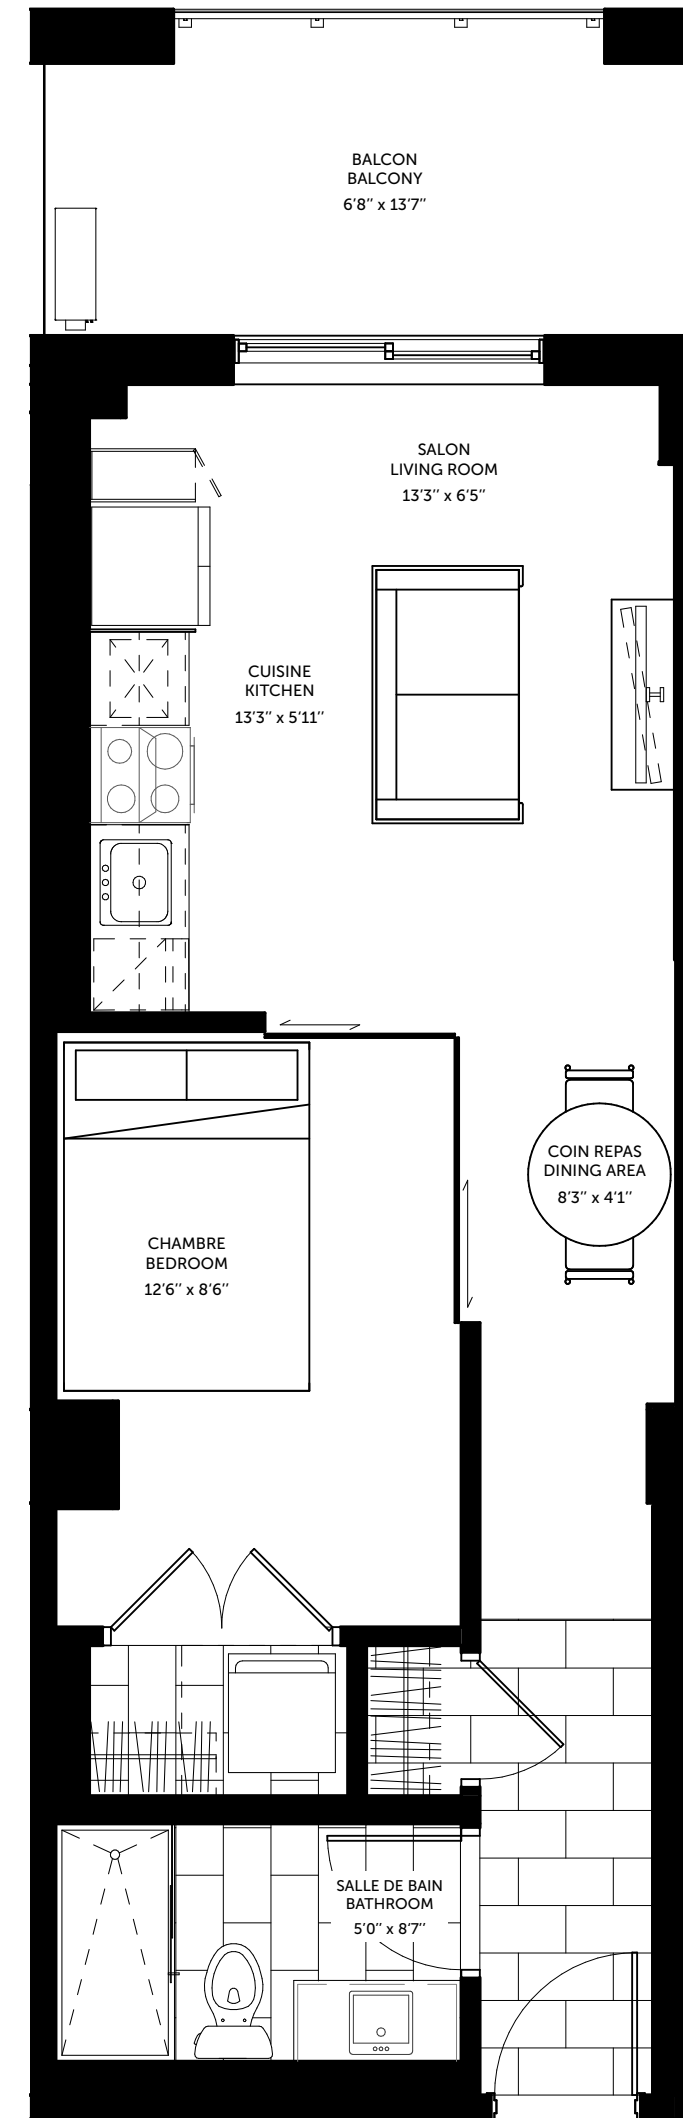 BALCON
BALCONY
6'8'' x 13'7''
SALON
LIVING ROOM
13'3'' x 6'5''
CUISINE
KITCHEN
13'3'' x 5'11''
COIN REPAS
DINING AREA
8'3'' x 4'1''
CHAMBRE
BEDROOM
12'6'' x 8'6''
SALLE DE BAIN
BATHROOM
5'0'' x 8'7''